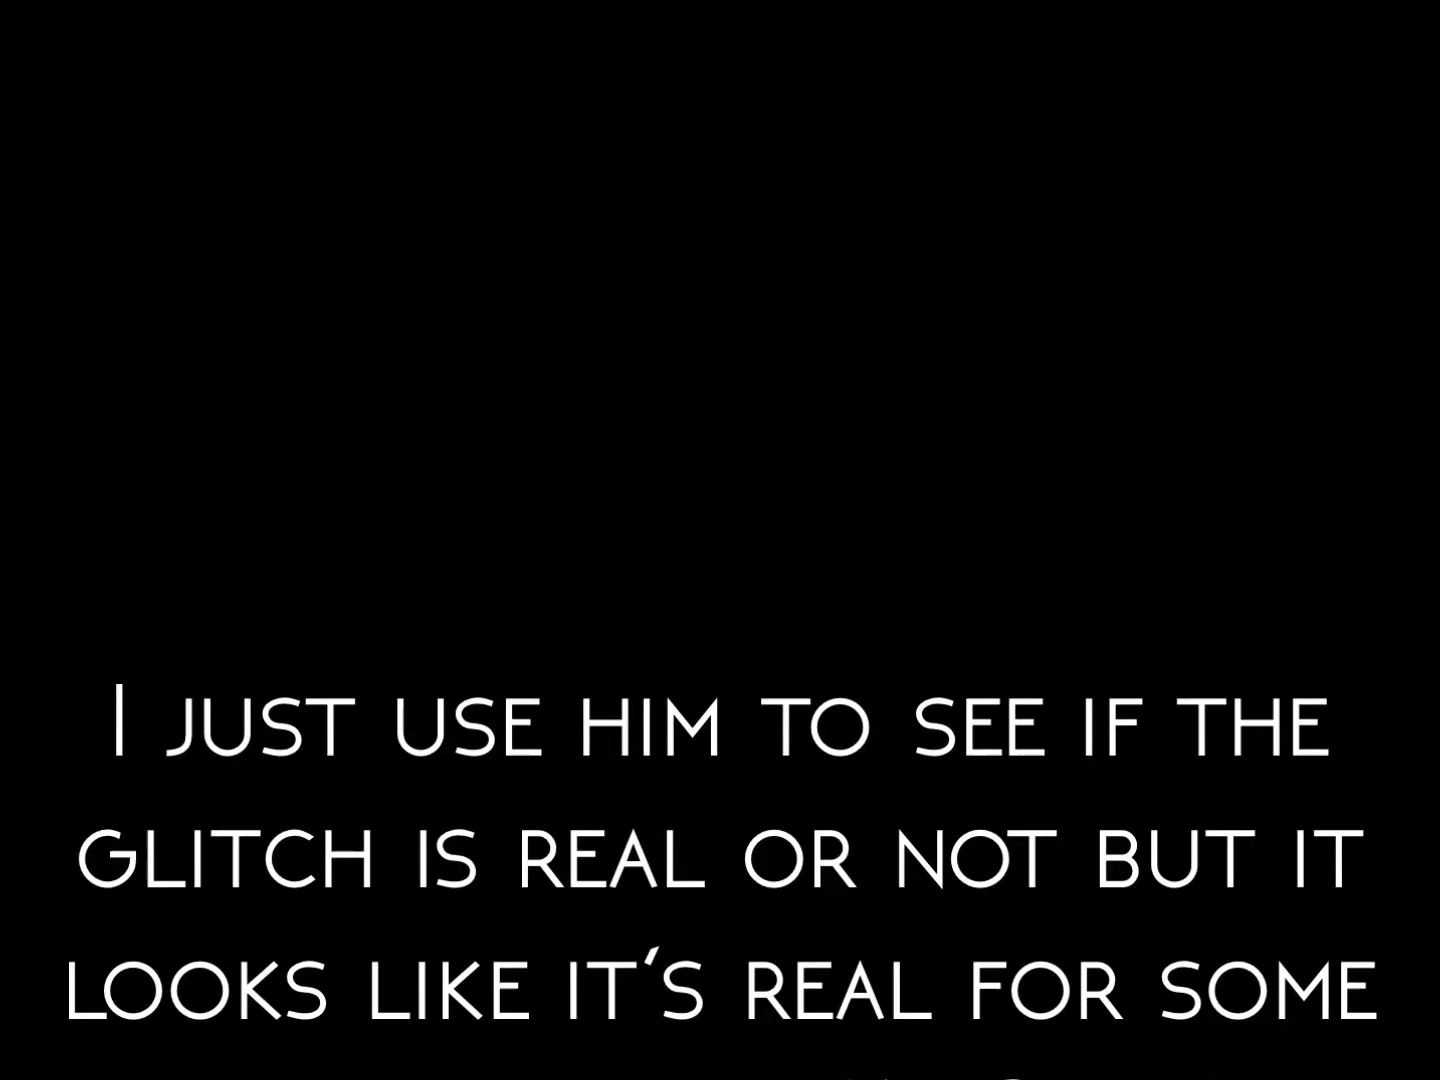 I just use him to see if the
glitch is real or not but it
looks like it's real for some